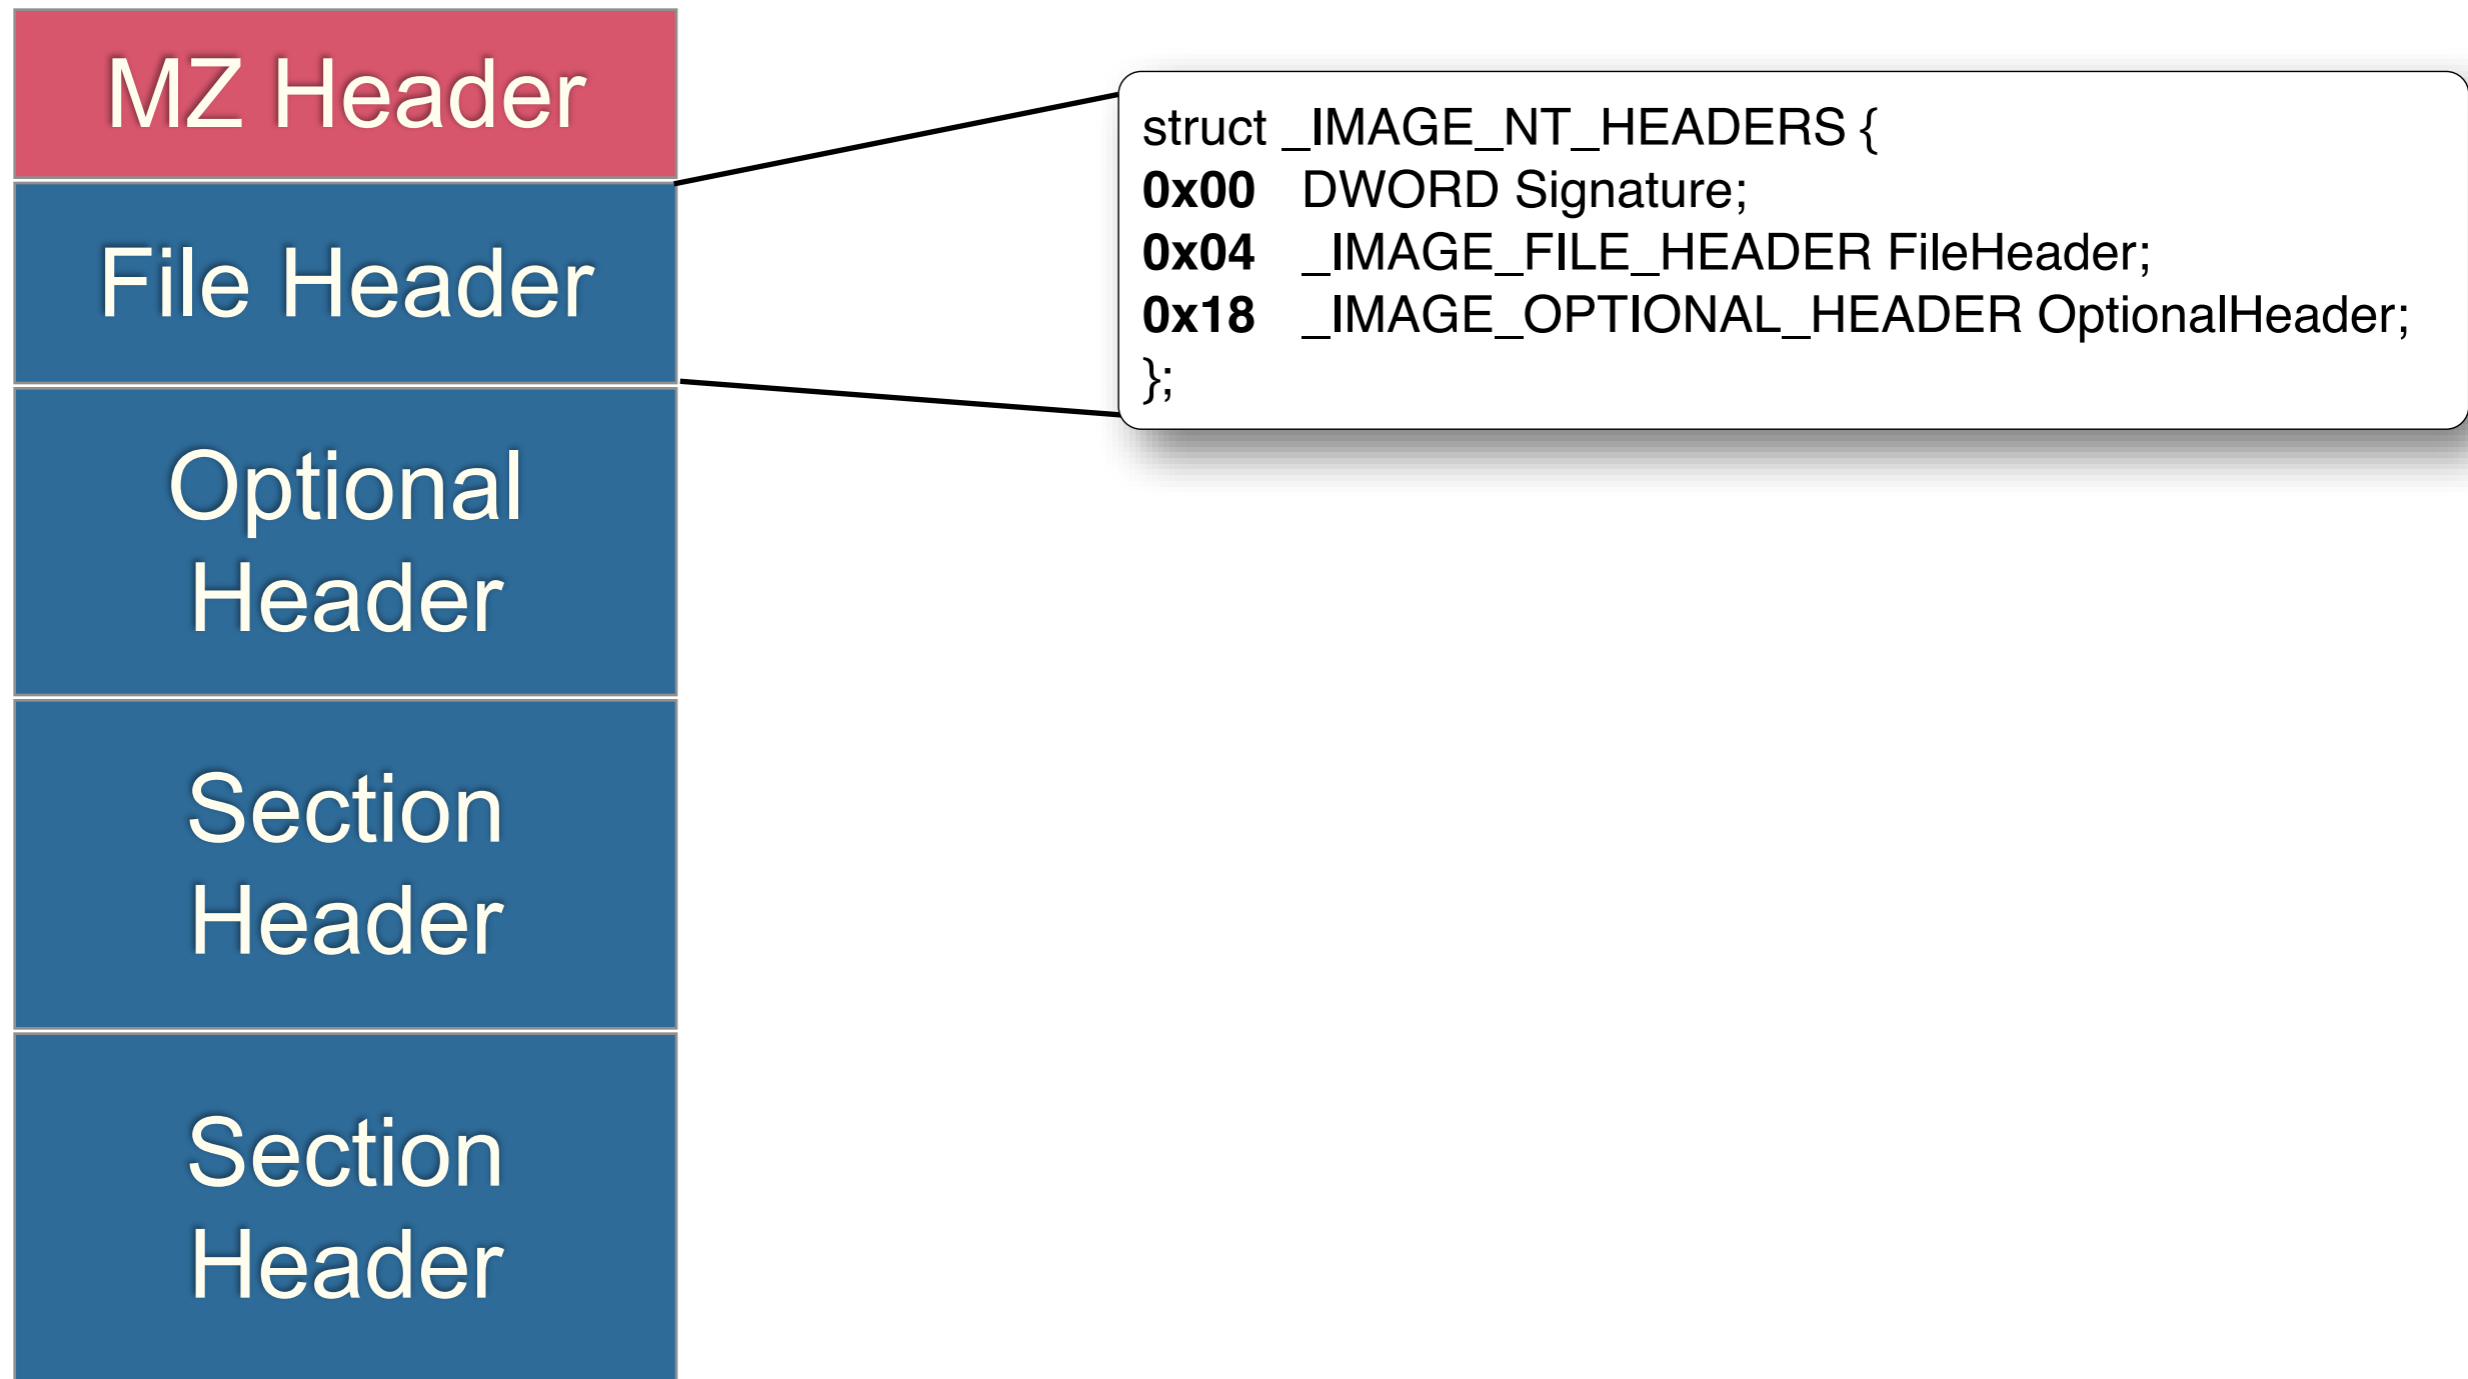 MZ Header
File Header
Optional
Header
Section
Header
Section
Header
struct _IMAGE_NT_HEADERS {
0x00 DWORD Signature;
0x04 _IMAGE_FILE_HEADER FileHeader;
0x18 _IMAGE_OPTIONAL_HEADER OptionalHeader;
};